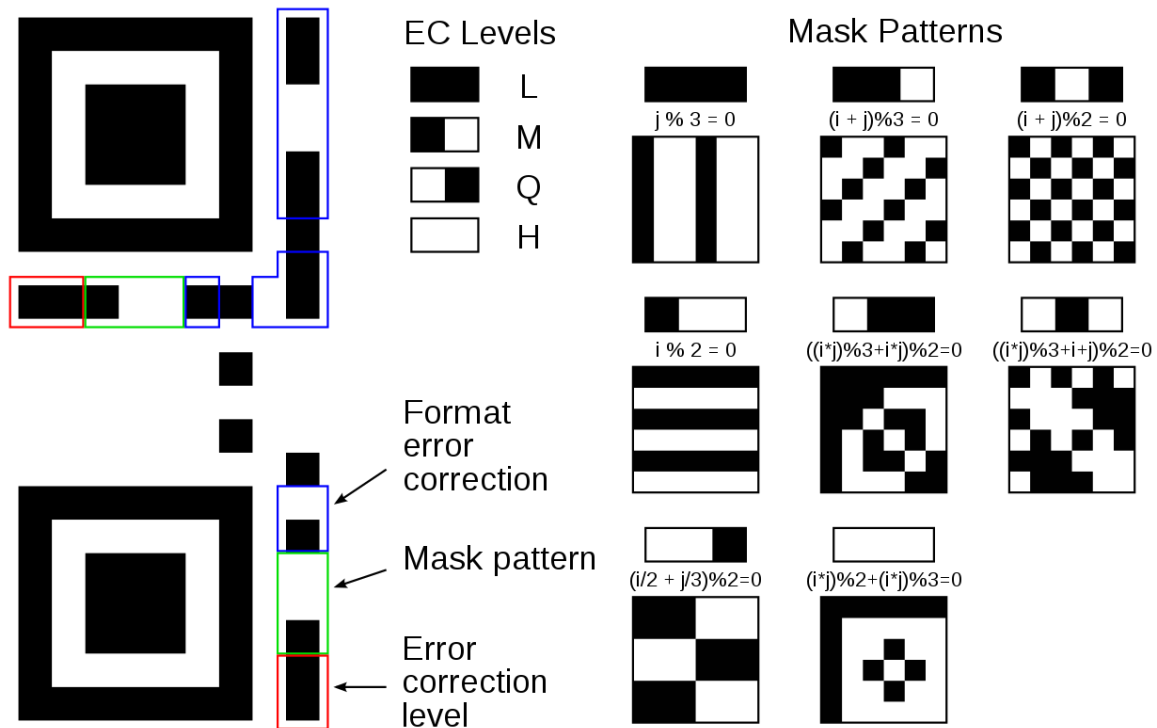 EC Levels
L
M
Q
H
Mask Patterns
j % 3 = 0
(i + j)%3 = 0
(i + j)%2 = 0
i % 2 = 0
((i*j)%3+i*j)%2=0
((i*j)%3+i+j)%2=0
(i/2 + j/3)%2=0
(i*j)%2+(i*j)%3=0
Format
error
correction
Mask pattern
Error
correction
level